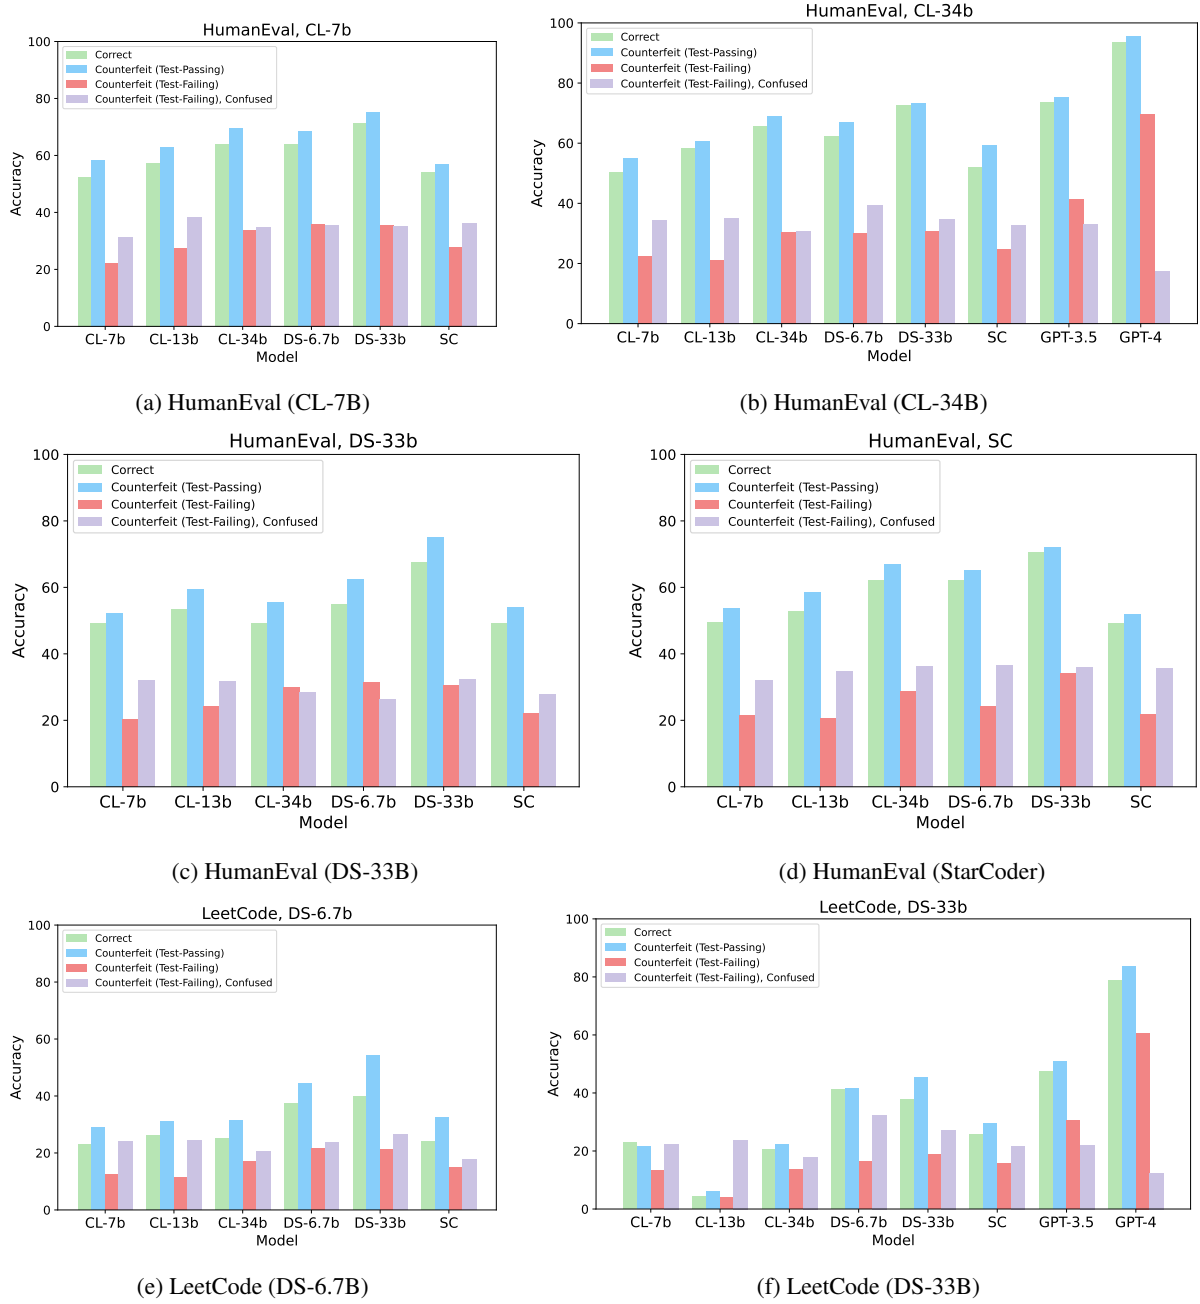 HumanEval, CL-7b
100
80
60
40
20
0
Accuracy
Correct
Counterfeit (Test-Passing)
Counterfeit (Test-Failing)
Counterfeit (Test-Failing), Confused
CL-7b CL-13b CL-34b DS-6.7b DS-33b SC
Model
(a) HumanEval (CL-7B)
HumanEval, CL-34b
100
80
60
40
20
0
Accuracy
Correct
Counterfeit (Test-Passing)
Counterfeit (Test-Failing)
Counterfeit (Test-Failing), Confused
CL-7b CL-13b CL-34b DS-6.7b DS-33b SC GPT-3.5 GPT-4
Model
(b) HumanEval (CL-34B)
HumanEval, DS-33b
100
80
60
40
20
0
Accuracy
Correct
Counterfeit (Test-Passing)
Counterfeit (Test-Failing)
Counterfeit (Test-Failing), Confused
CL-7b CL-13b CL-34b DS-6.7b DS-33b SC
Model
(c) HumanEval (DS-33B)
HumanEval, SC
100
80
60
40
20
0
Accuracy
Correct
Counterfeit (Test-Passing)
Counterfeit (Test-Failing)
Counterfeit (Test-Failing), Confused
CL-7b CL-13b CL-34b DS-6.7b DS-33b SC
Model
(d) HumanEval (StarCoder)
LeetCode, DS-6.7b
100
80
60
40
20
0
Accuracy
Correct
Counterfeit (Test-Passing)
Counterfeit (Test-Failing)
Counterfeit (Test-Failing), Confused
CL-7b CL-13b CL-34b DS-6.7b DS-33b SC
Model
(e) LeetCode (DS-6.7B)
LeetCode, DS-33b
100
80
60
40
20
0
Accuracy
Correct
Counterfeit (Test-Passing)
Counterfeit (Test-Failing)
Counterfeit (Test-Failing), Confused
CL-7b CL-13b CL-34b DS-6.7b DS-33b SC GPT-3.5 GPT-4
Model
(f) LeetCode (DS-33B)